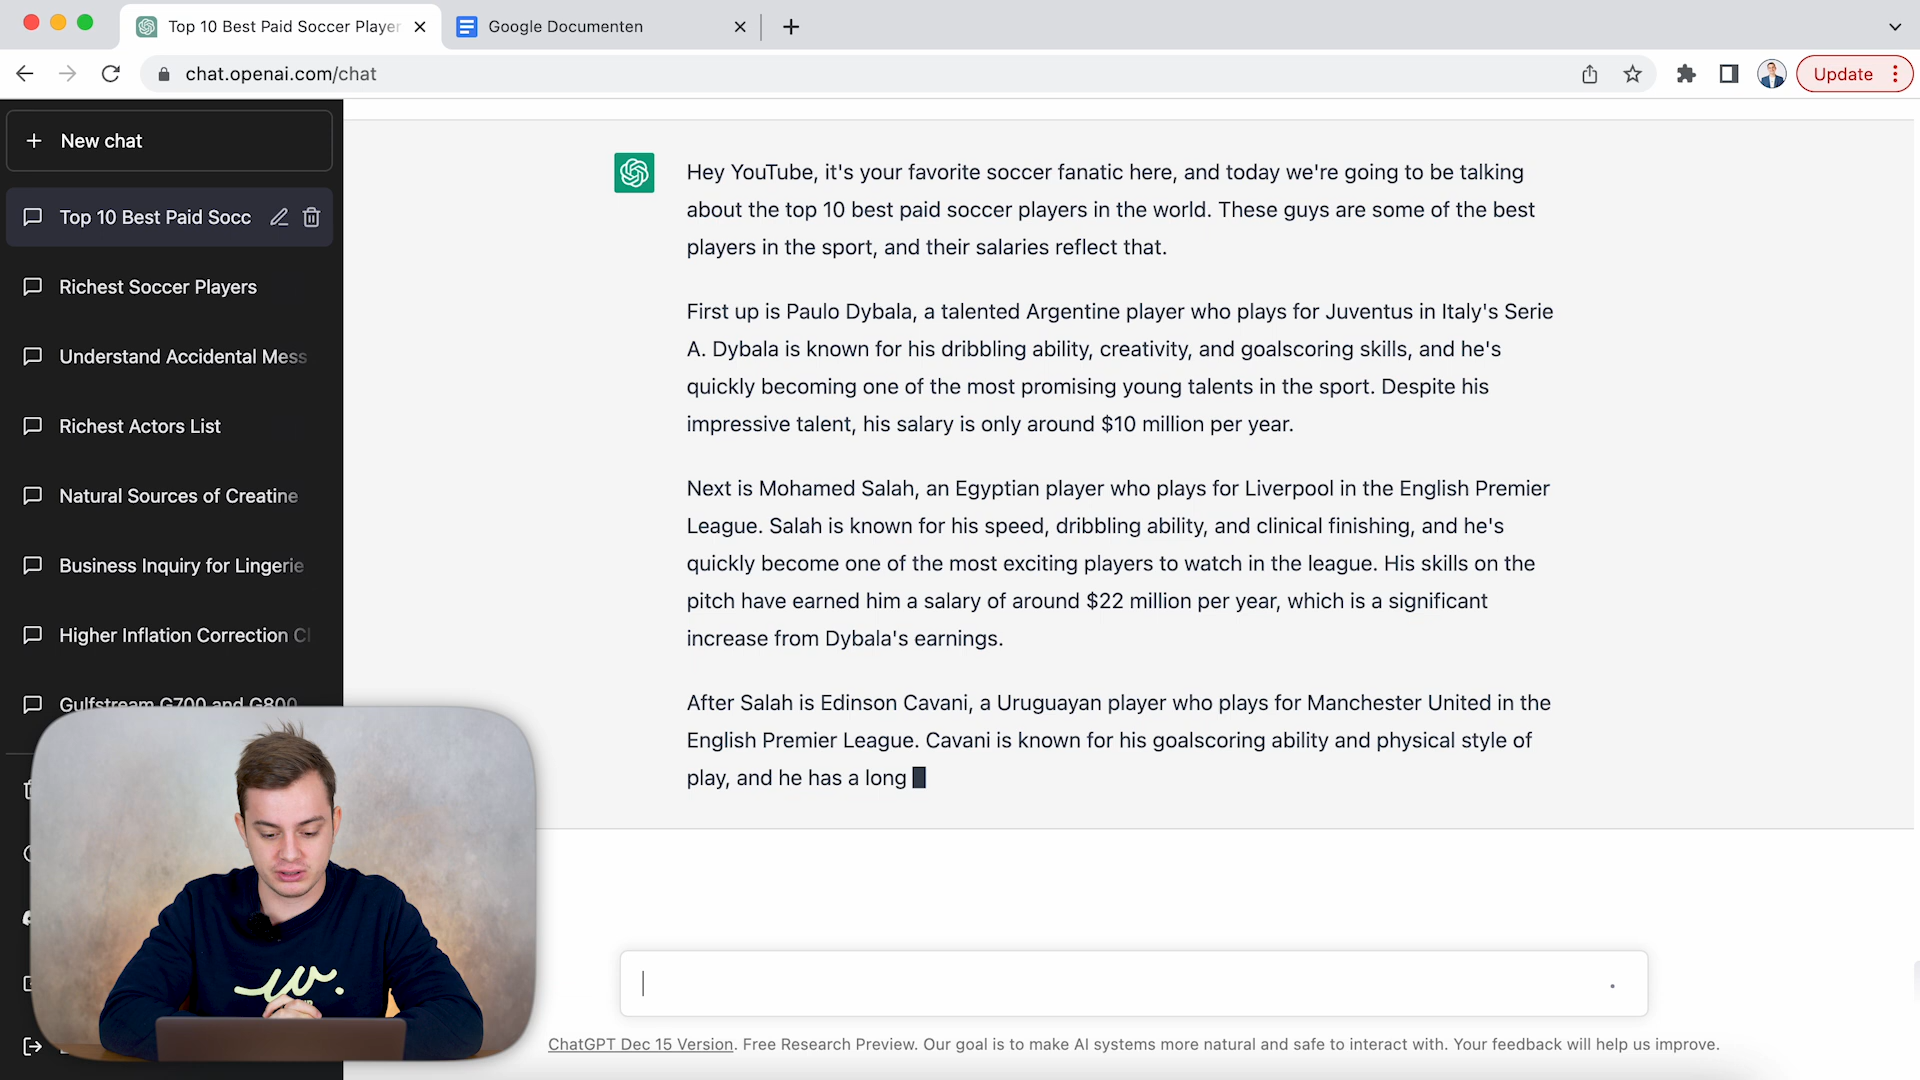 Top 10 Best Paid Soccer Player
Google Documenten
chat.openai.com/chat
Update
New chat
Top 10 Best Paid Socc
Richest Soccer Players
Understand Accidental Mess
Richest Actors List
Natural Sources of Creatine
Business Inquiry for Lingerie
Higher Inflation Correction Cl
Gulfstream G700 and G800
Hey YouTube, it's your favorite soccer fanatic here, and today we're going to be talking
about the top 10 best paid soccer players in the world. These guys are some of the best
players in the sport, and their salaries reflect that.
First up is Paulo Dybala, a talented Argentine player who plays for Juventus in Italy's Serie
A. Dybala is known for his dribbling ability, creativity, and goalscoring skills, and he's
quickly becoming one of the most promising young talents in the sport. Despite his
impressive talent, his salary is only around $10 million per year.
Next is Mohamed Salah, an Egyptian player who plays for Liverpool in the English Premier
League. Salah is known for his speed, dribbling ability, and clinical finishing, and he's
quickly become one of the most exciting players to watch in the league. His skills on the
pitch have earned him a salary of around $22 million per year, which is a significant
increase from Dybala's earnings.
After Salah is Edinson Cavani, a Uruguayan player who plays for Manchester United in the
English Premier League. Cavani is known for his goalscoring ability and physical style of
play, and he has a long
ChatGPT Dec 15 Version. Free Research Preview. Our goal is to make AI systems more natural and safe to interact with. Your feedback will help us improve.